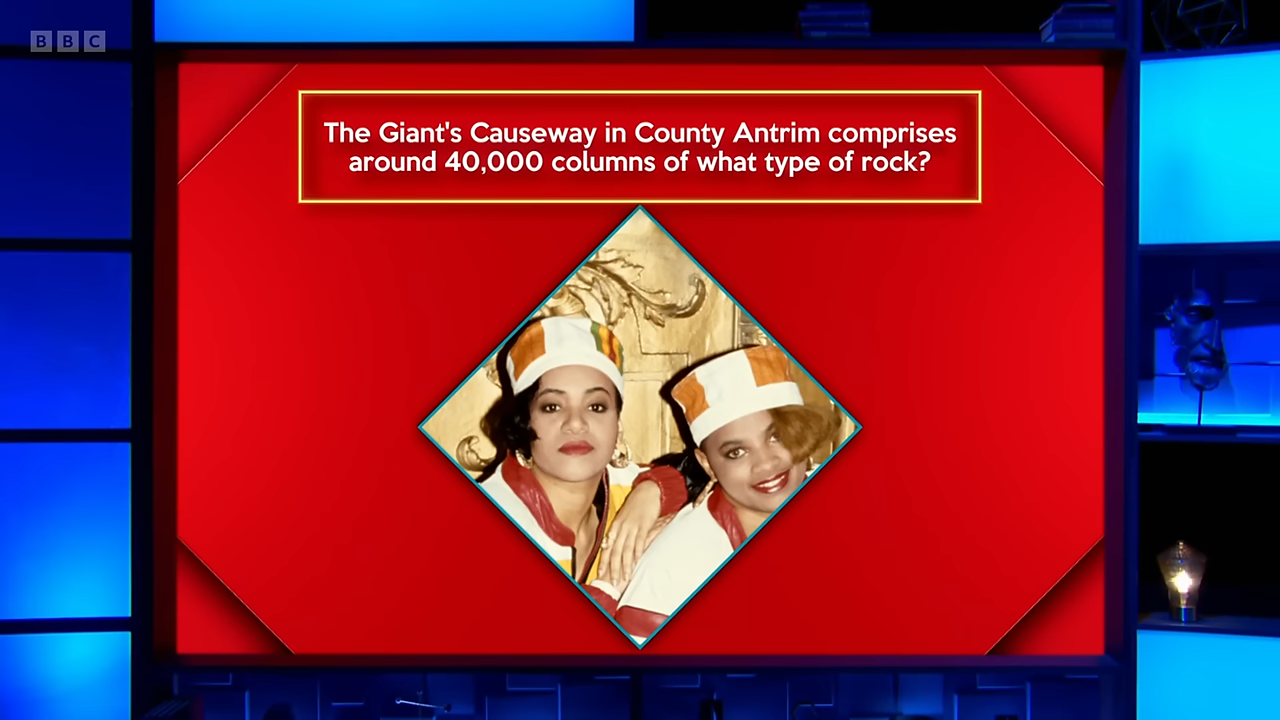 BBC
The Giant's Causeway in County Antrim comprises
around 40,000 columns of what type of rock?